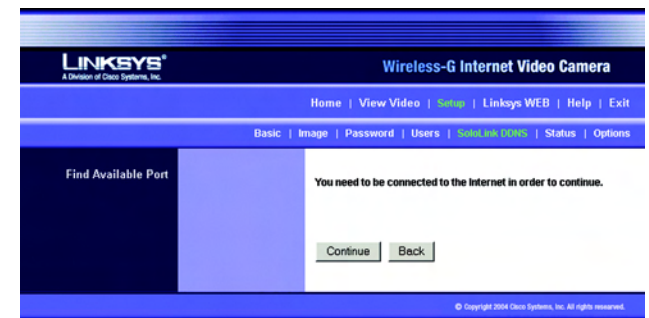 LINKSYS®
A Division of Cisco Systems, Inc.
Wireless-G Internet Video Camera
Home | View Video | Setup | Linksys WEB | Help | Exit
Basic | Image | Password | Users | SoloLink DDNS | Status | Options
Find Available Port
You need to be connected to the Internet in order to continue.
Continue
Back
© Copyright 2004 Cisco Systems, Inc. All rights reserved.